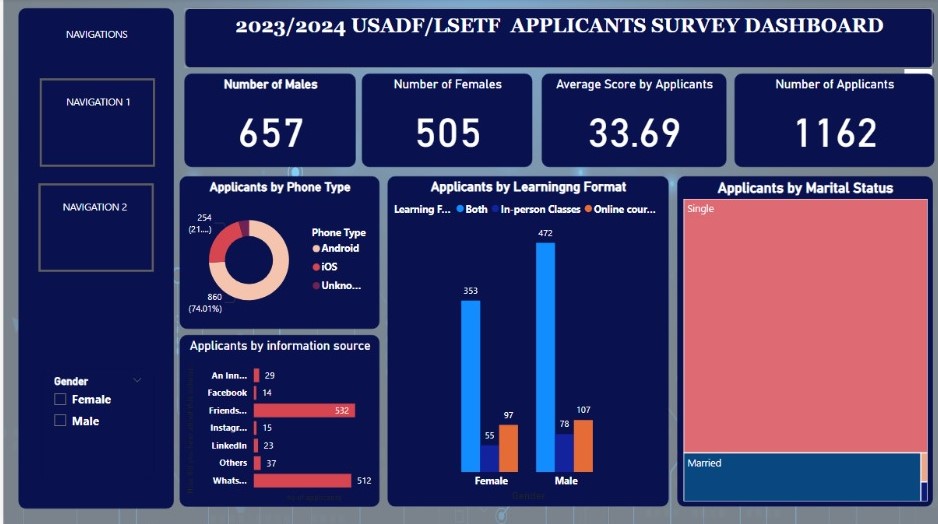 NAVIGATIONS
NAVIGATION 1
NAVIGATION 2
Gender
Female
Male
2023/2024 USADF/LSETF APPLICANTS SURVEY DASHBOARD
Number of Males
657
Number of Females
505
Average Score by Applicants
33.69
Number of Applicants
1162
Applicants by Phone Type
254
(21....)
860
(74.01%)
Phone Type
Android
iOS
Unkno...
Applicants by information source
An Inn... 29
Facebook 14
Friends... 532
Instagr... 15
LinkedIn 23
Others 37
Whats... 512
Applicants by Learningng Format
Learning F... Both In-person Classes Online cour...
353
55
97
472
78
107
Female
Male
Gender
Applicants by Marital Status
Single
Married